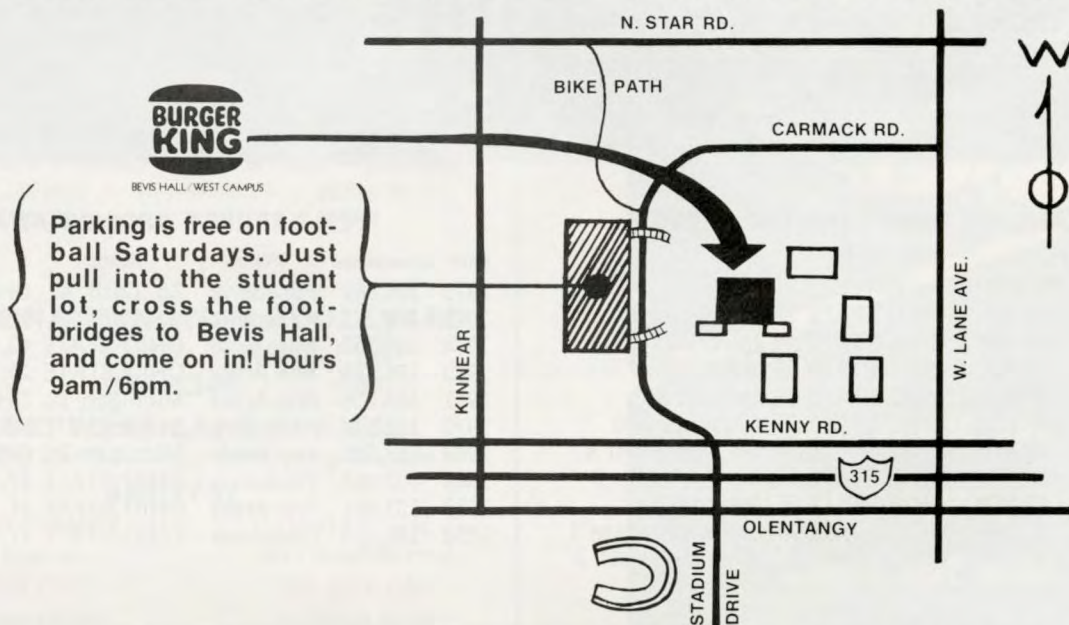 N. STAR RD.
W
BIKE PATH
BURGER
KING
CARMACK RD.
BEVIS HALL/WEST CAMPUS
Parking is free on foot-
ball Saturdays. Just
pull into the student
lot, cross the foot-
bridges to Bevis Hall,
and come on in! Hours
9am/6pm.
KINNEAR
W. LANE AVE.
KENNY RD.
315
OLENTANGY
STADIUM
DRIVE